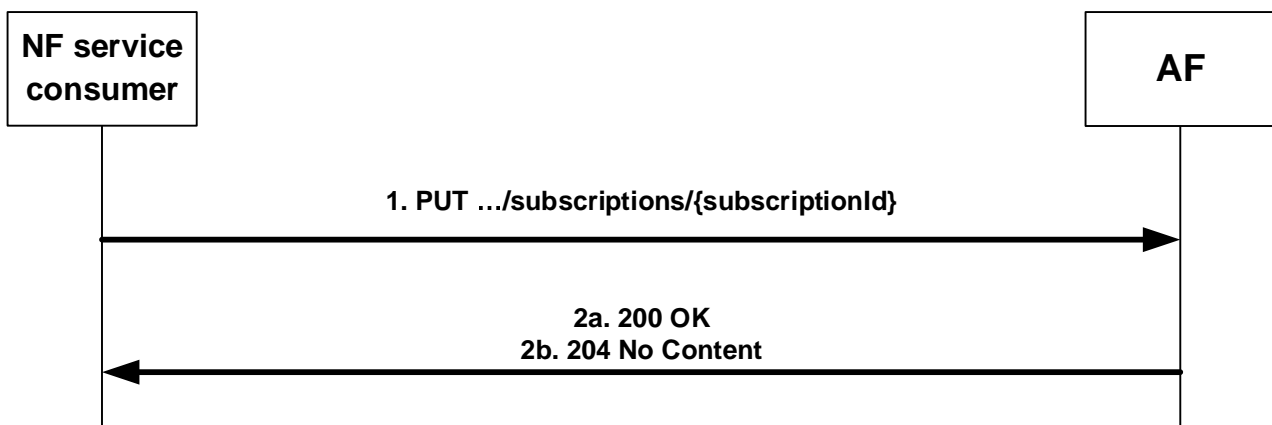 NF service
consumer
AF
1. PUT …/subscriptions/{subscriptionId}
2a. 200 OK
2b. 204 No Content